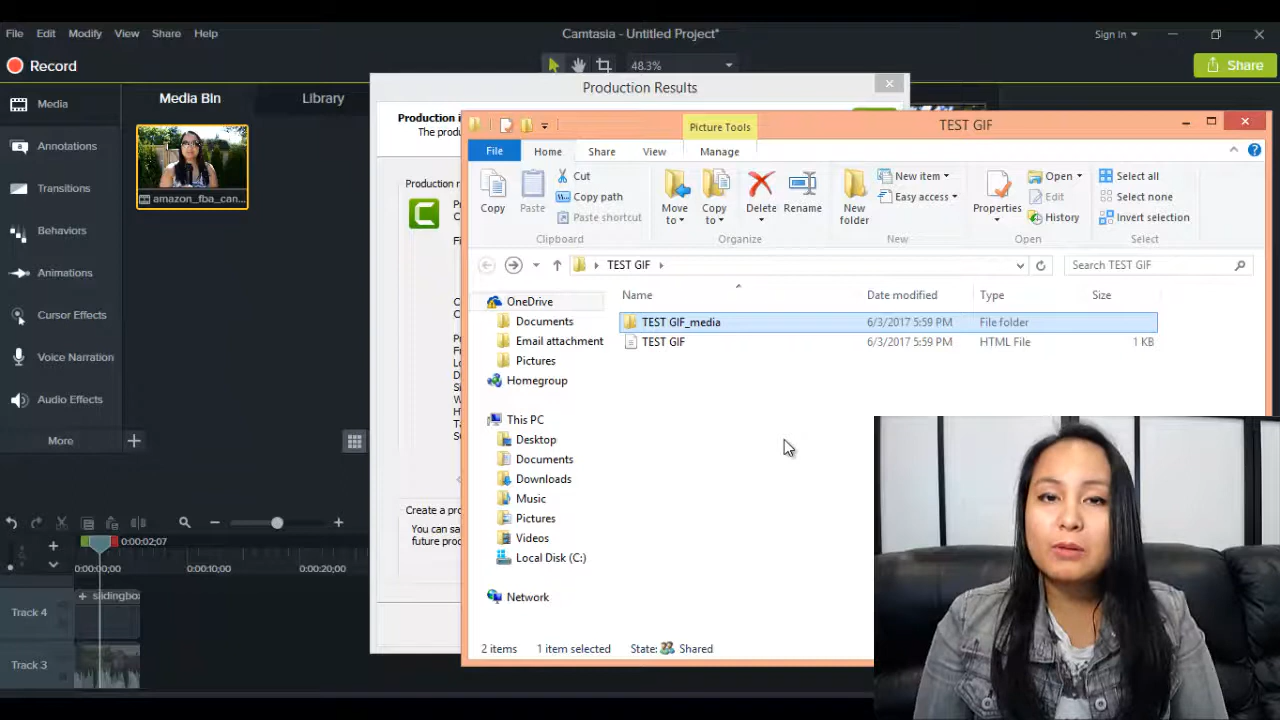 File Edit Modify View Share Help
Camtasia - Untitled Project*
Sign In
Record
48.3%
Share
Media
Annotations
Transitions
Behaviors
Animations
Cursor Effects
Voice Narration
Audio Effects
More
Media Bin
Library
amazon_fba_can...
Production Results
Production i
The produ
Production r
Fi
Create a pro
You can sa
future proc
TEST GIF
Picture Tools
File Home Share View Manage
Copy
Paste
Cut
Copy path
Paste shortcut
Clipboard
Move to
Copy to
Delete
Rename
Organize
New folder
New item
Easy access
New
Properties
Open
Edit
History
Open
Select all
Select none
Invert selection
Select
TEST GIF
Search TEST GIF
Name Date modified Type Size
TEST GIF_media 6/3/2017 5:59 PM File folder
TEST GIF 6/3/2017 5:59 PM HTML File 1 KB
OneDrive
Documents
Email attachment
Pictures
Homegroup
This PC
Desktop
Documents
Downloads
Music
Pictures
Videos
Local Disk (C:)
Network
2 items 1 item selected State: Shared
0:00:02;07
0:00:00;00 0:00:10;00 0:00:20;00
Track 4
slidingbo
Track 3